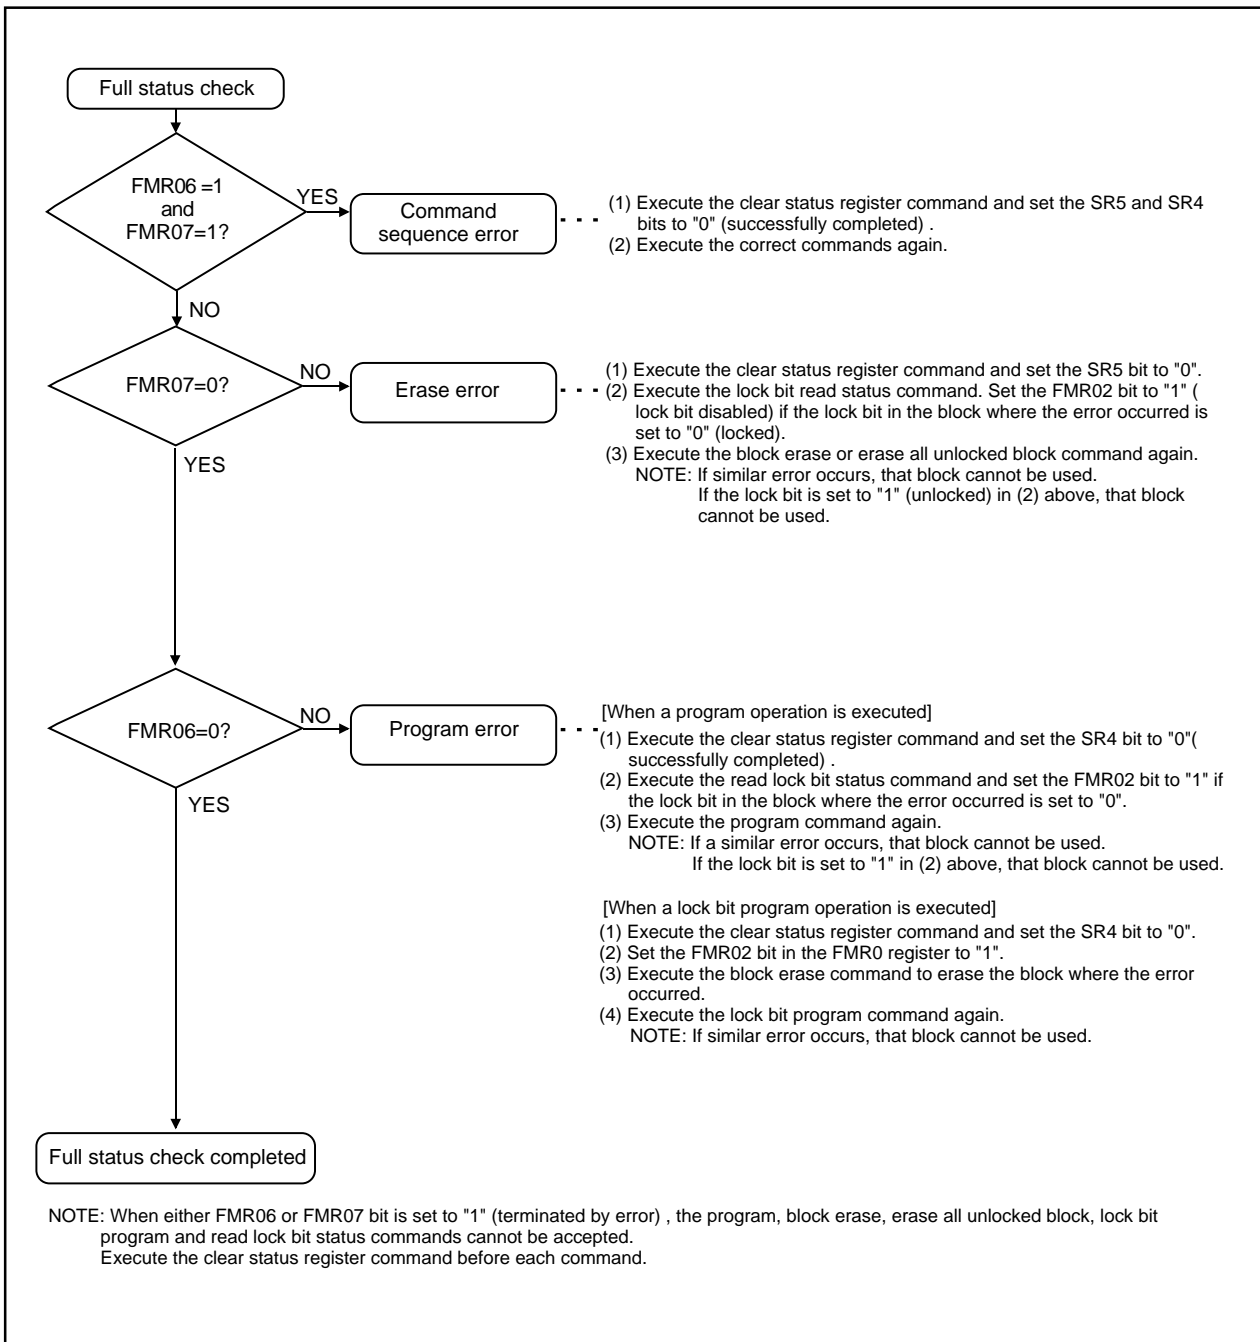 Full status check
FMR06 =1
and
FMR07=1?
YES
Command
sequence error
(1) Execute the clear status register command and set the SR5 and SR4
bits to "0" (successfully completed) .
(2) Execute the correct commands again.
NO
FMR07=0?
NO
Erase error
(1) Execute the clear status register command and set the SR5 bit to "0".
(2) Execute the lock bit read status command. Set the FMR02 bit to "1" (
lock bit disabled) if the lock bit in the block where the error occurred is
set to "0" (locked).
(3) Execute the block erase or erase all unlocked block command again.
NOTE: If similar error occurs, that block cannot be used.
If the lock bit is set to "1" (unlocked) in (2) above, that block
cannot be used.
YES
FMR06=0?
NO
Program error
[When a program operation is executed]
(1) Execute the clear status register command and set the SR4 bit to "0"(
successfully completed) .
(2) Execute the read lock bit status command and set the FMR02 bit to "1" if
the lock bit in the block where the error occurred is set to "0".
(3) Execute the program command again.
NOTE: If a similar error occurs, that block cannot be used.
If the lock bit is set to "1" in (2) above, that block cannot be used.
[When a lock bit program operation is executed]
(1) Execute the clear status register command and set the SR4 bit to "0".
(2) Set the FMR02 bit in the FMR0 register to "1".
(3) Execute the block erase command to erase the block where the error
occurred.
(4) Execute the lock bit program command again.
NOTE: If similar error occurs, that block cannot be used.
YES
Full status check completed
NOTE: When either FMR06 or FMR07 bit is set to "1" (terminated by error) , the program, block erase, erase all unlocked block, lock bit
program and read lock bit status commands cannot be accepted.
Execute the clear status register command before each command.